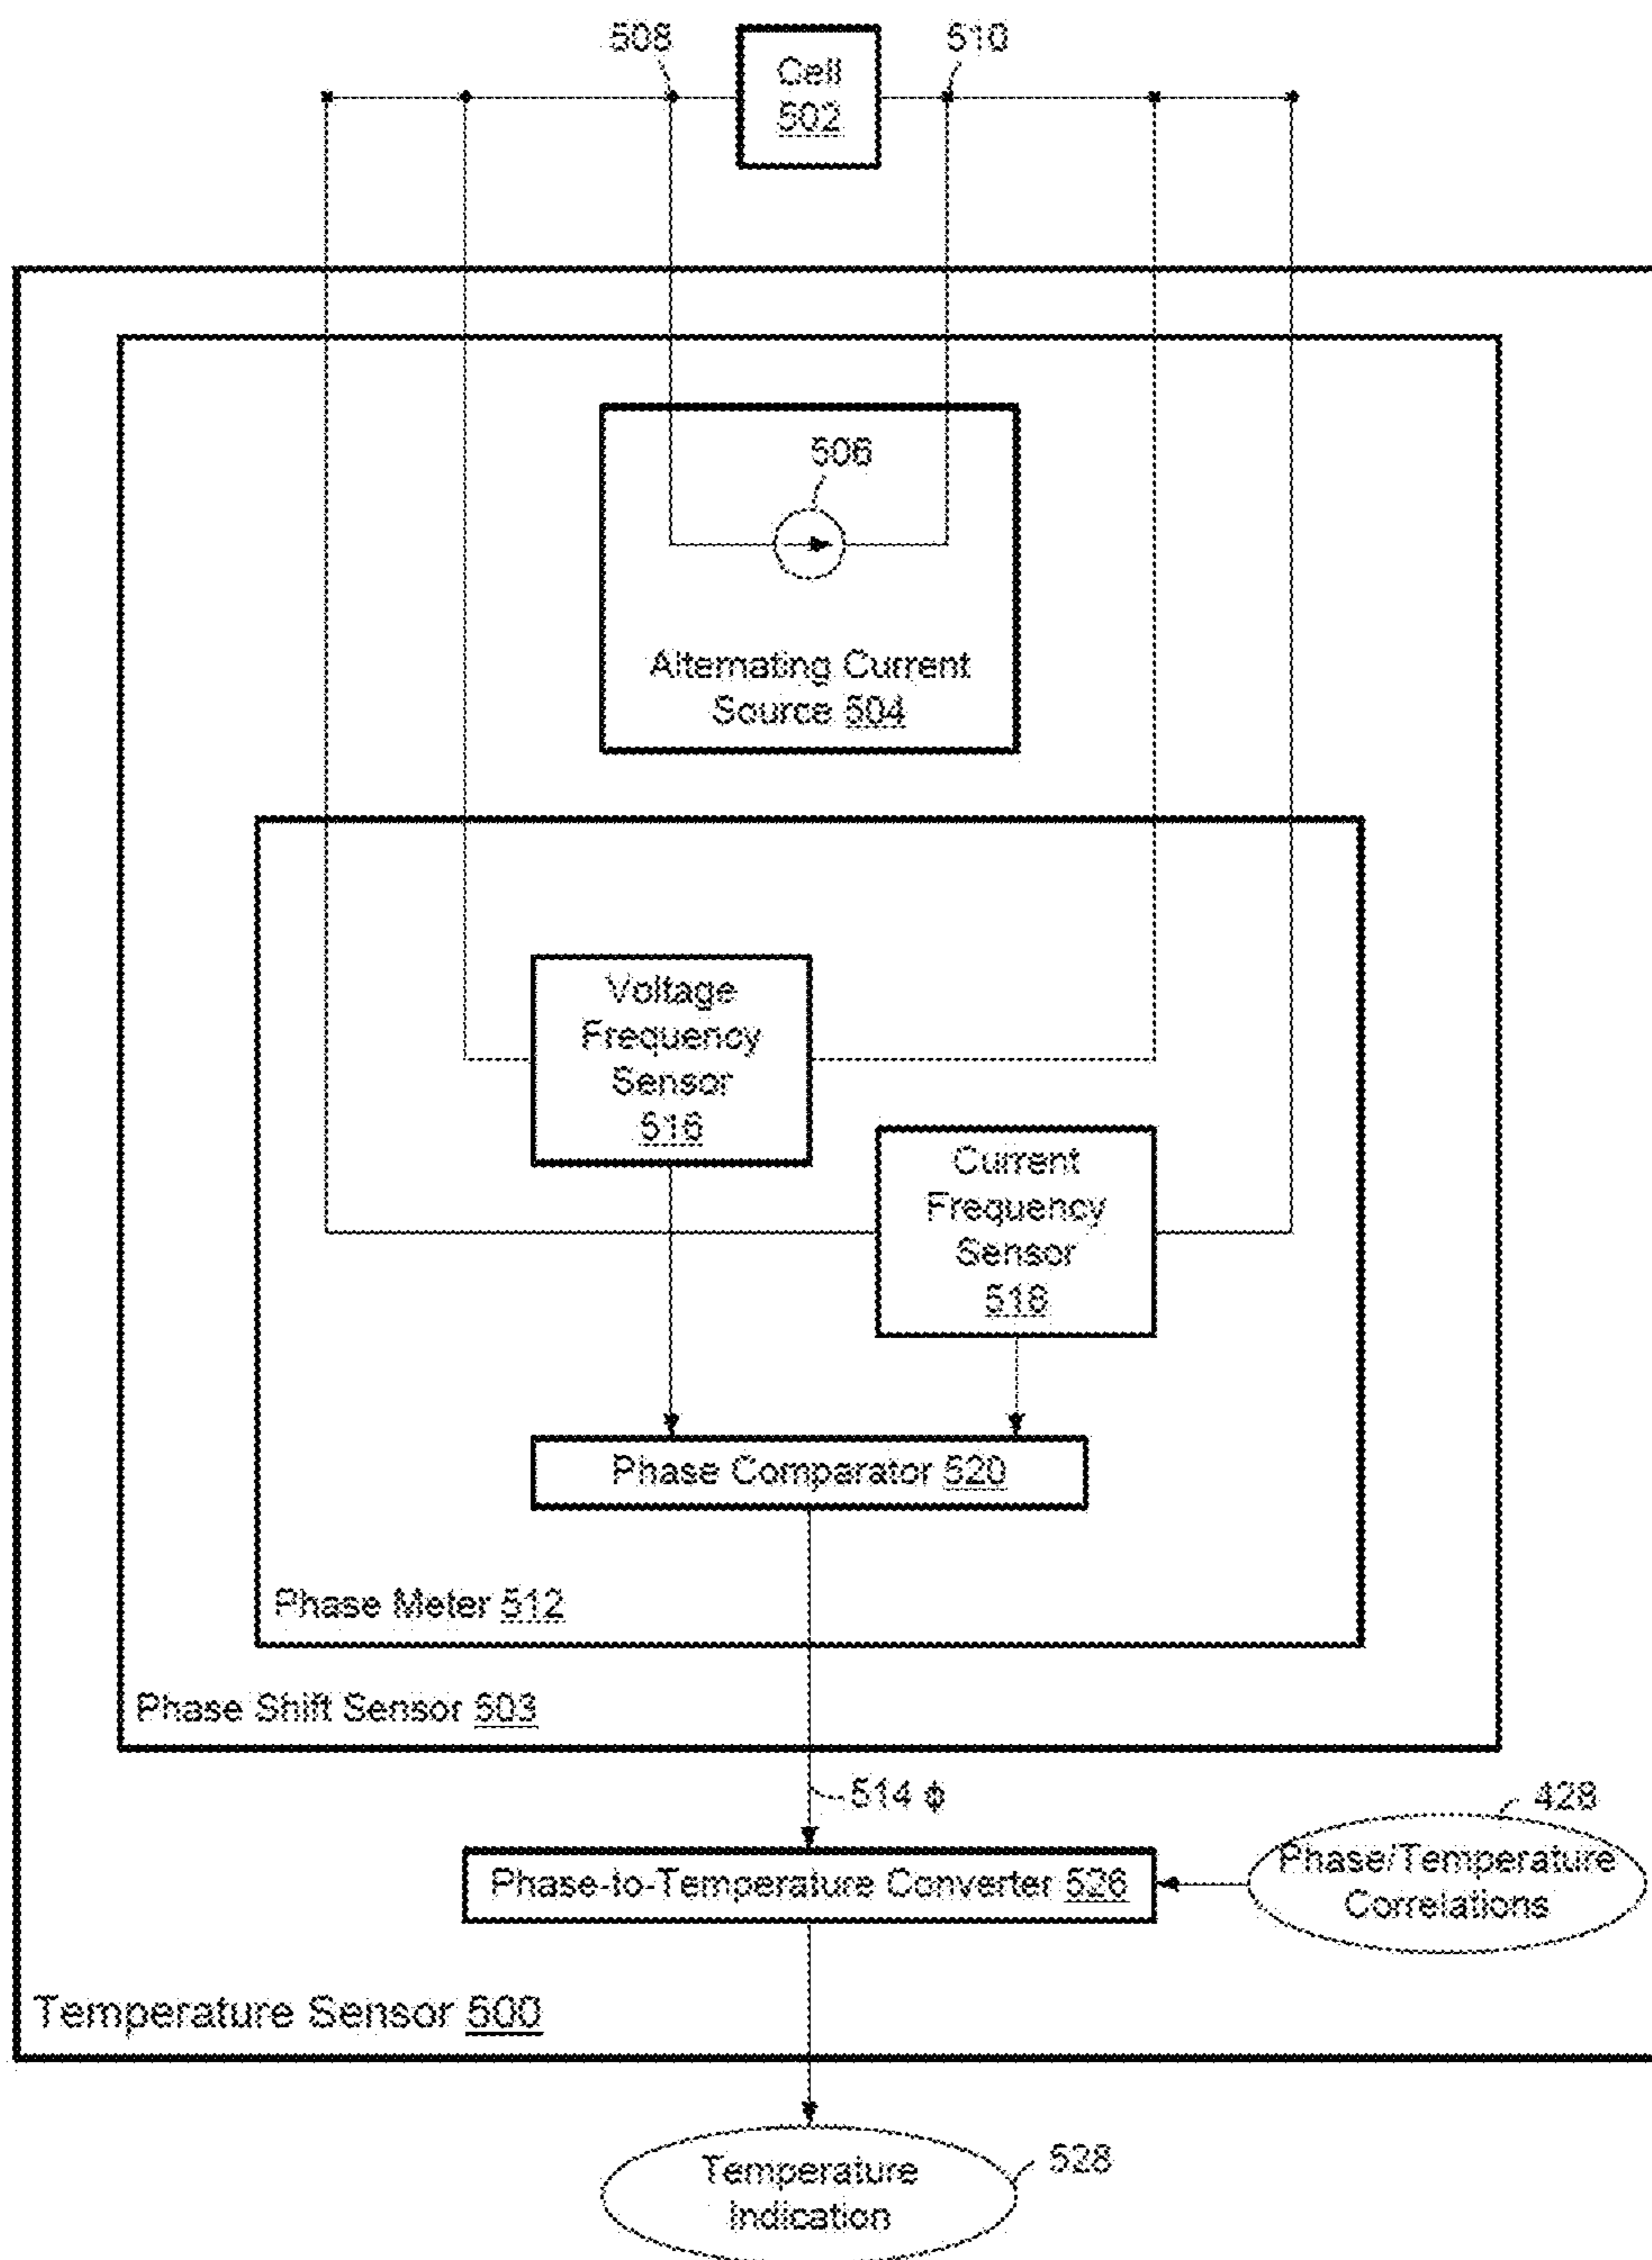 508
510
Cell
502
506
Alternating Current
Source 504
Voltage
Frequency
Sensor
516
Current
Frequency
Sensor
518
Phase Comparator 520
Phase Meter 512
Phase Shift Sensor 503
514 ϕ
428
Phase/Temperature
Correlations
Phase-to-Temperature Converter 526
Temperature Sensor 500
528
Temperature
Indication